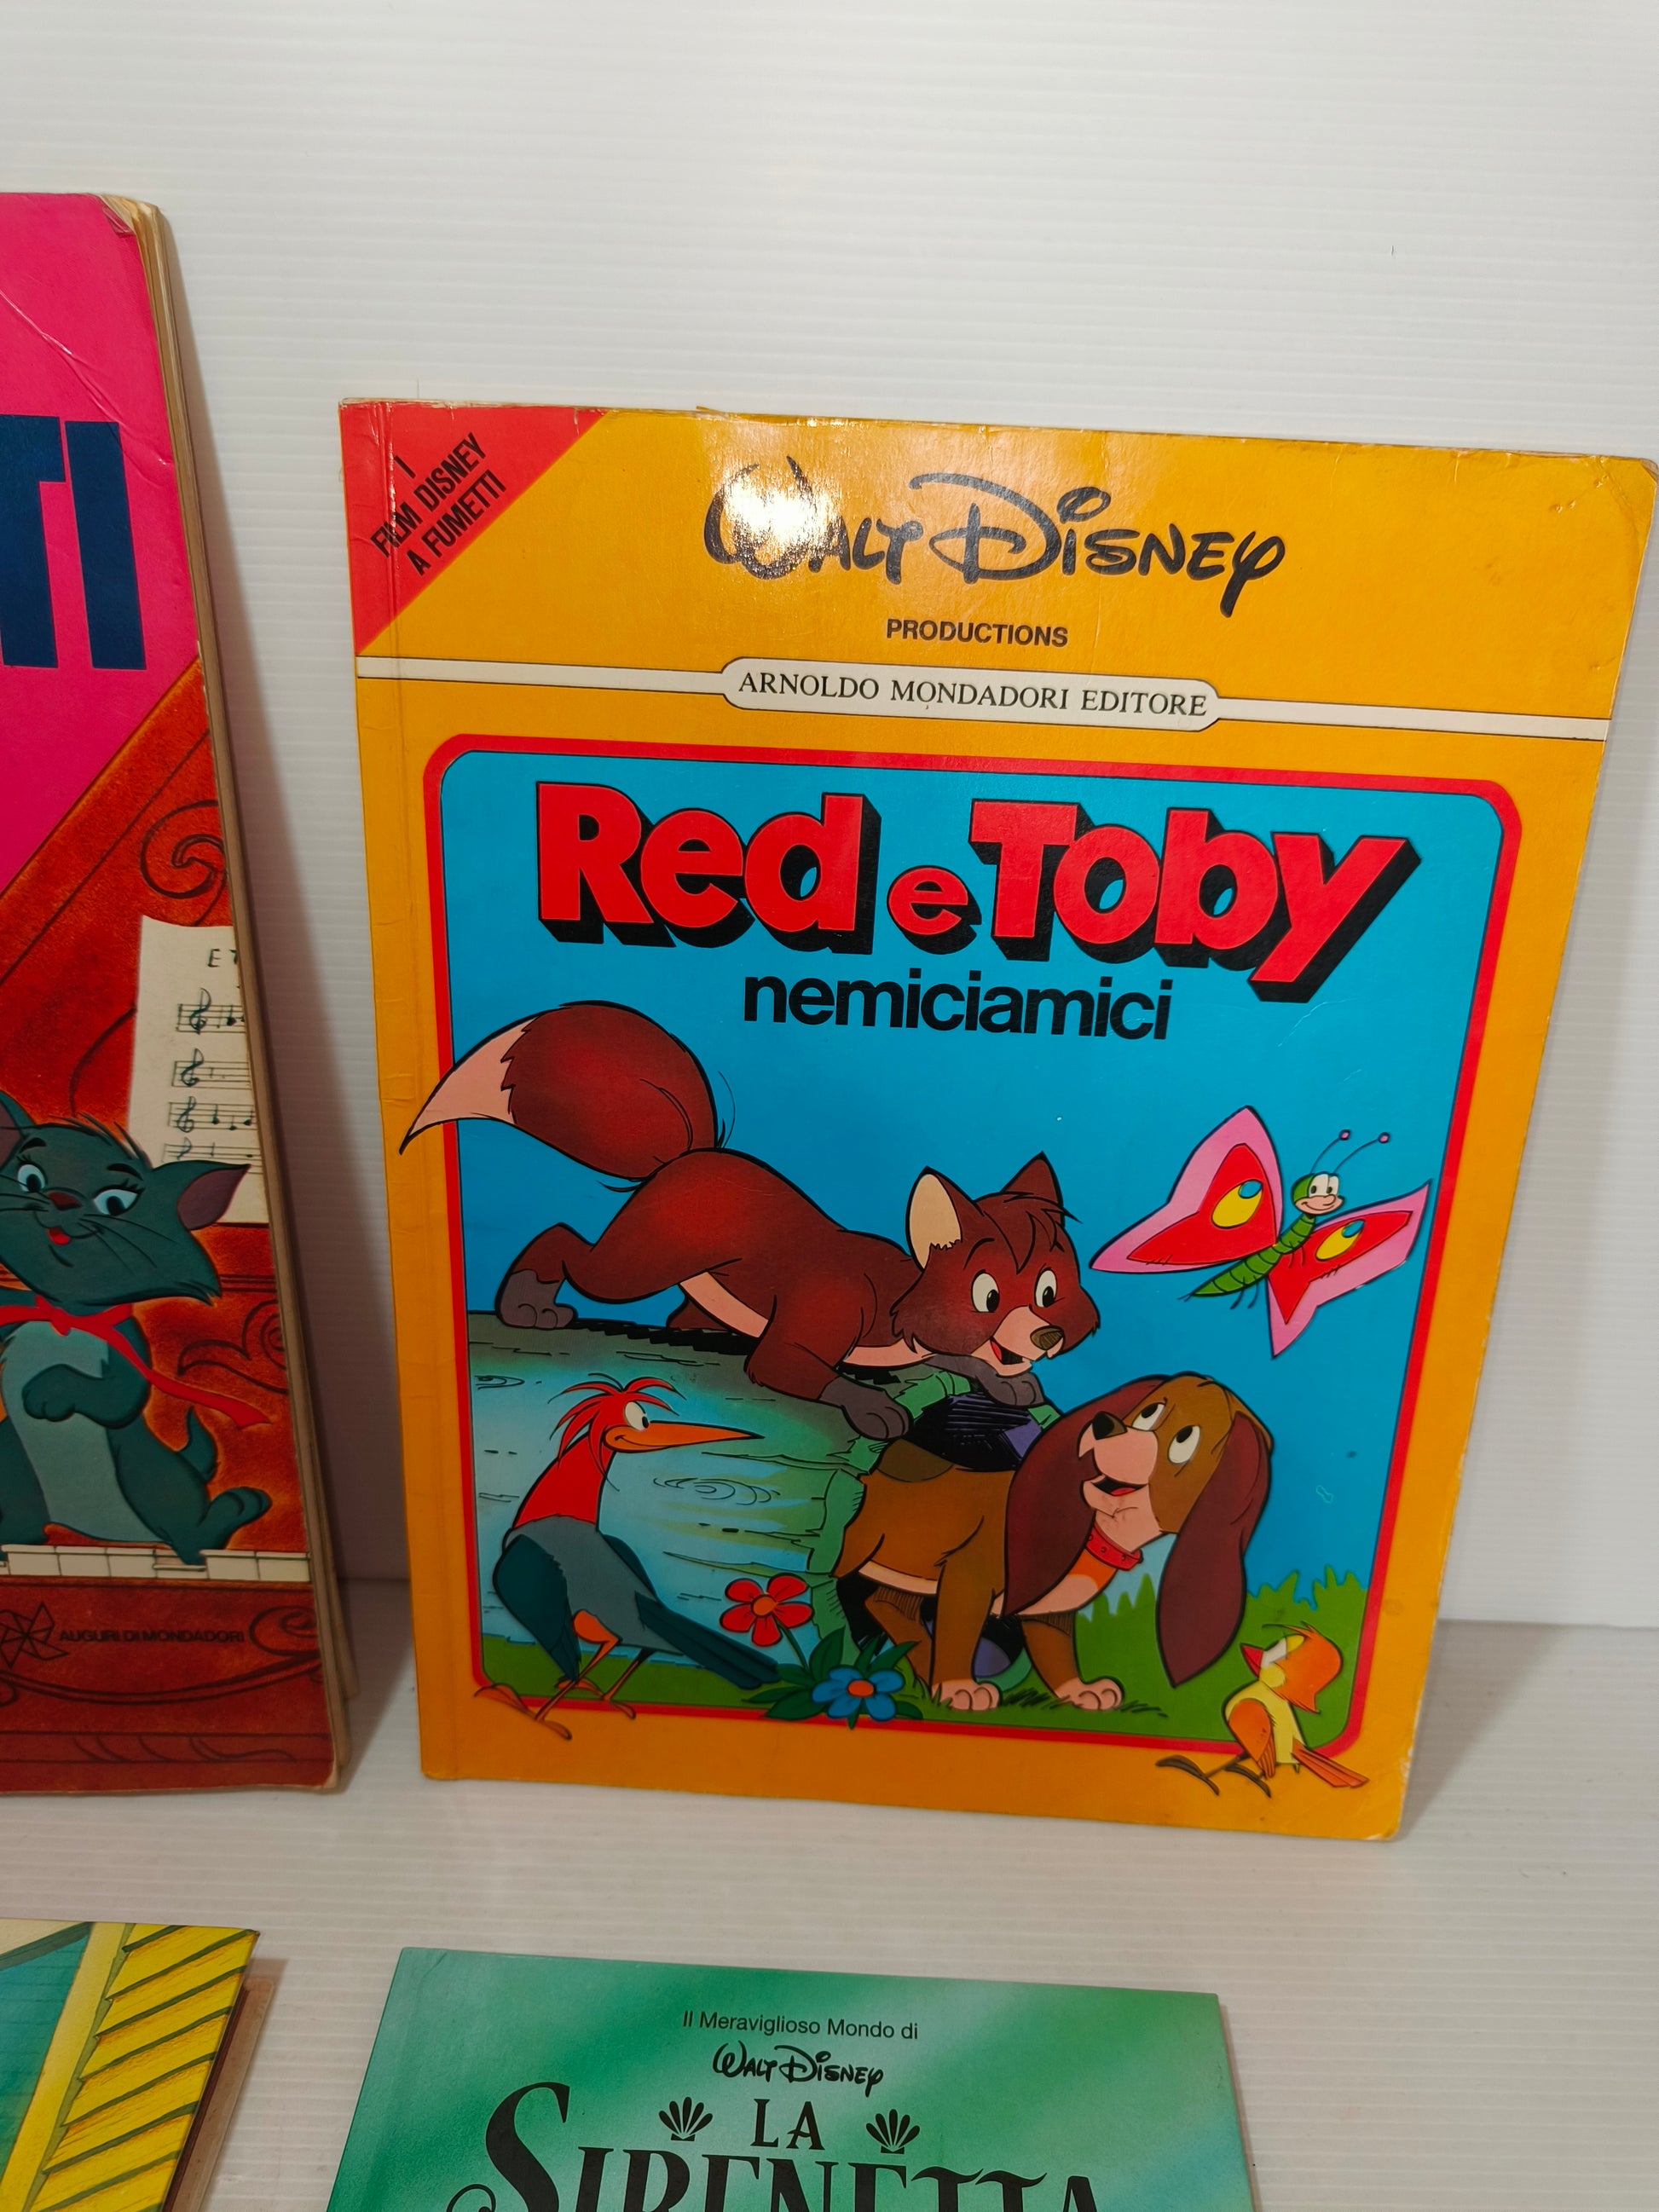 TI
I
FILM DISNEY
A FUMETTI
WALT DISNEY
PRODUCTIONS
ARNOLDO MONDADORI EDITORE
Red e Toby
nemiciamici
AUGURI DI MONDADORI
Il Meraviglioso Mondo di
WALT DISNEY
LA
SIRENETTA